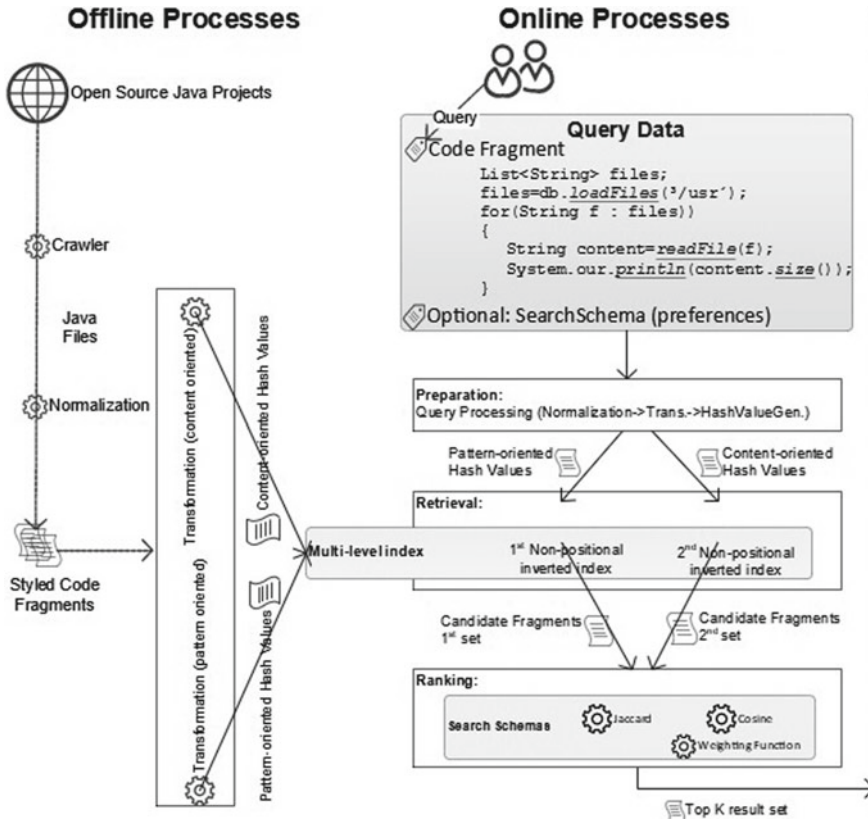 Offline Processes
Online Processes
Open Source Java Projects
Crawler
Java
Files
Normalization
Styled Code
Fragments
Transformation (content oriented)
Transformation (pattern oriented)
Content-oriented Hash Values
Pattern-oriented Hash Values
Query
Query Data
Code Fragment
List<String> files;
files=db.loadFiles(³/usr´);
for(String f : files))
{
String content=readFile(f);
System.our.println(content.size());
}
Optional: SearchSchema (preferences)
Preparation:
Query Processing (Normalization->Trans.->HashValueGen.)
Pattern-oriented
Hash Values
Content-oriented
Hash Values
Retrieval:
Multi-level index
1st Non-positional
inverted index
2nd Non-positional
inverted index
Candidate Fragments
1st set
Candidate Fragments
2nd set
Ranking:
Search Schemas
Jaccard
Cosine
Weighting Function
Top K result set